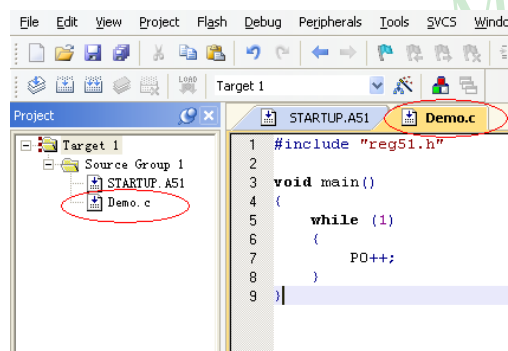 File Edit View Project Flash Debug Peripherals Tools SVCS Windo
LOAD Target 1
Project STARTUP.A51 Demo.c
Target 1
Source Group 1
STARTUP.A51
Demo.c
1 #include "reg51.h"
2
3 void main()
4 {
5 while (1)
6 {
7 P0++;
8 }
9 }